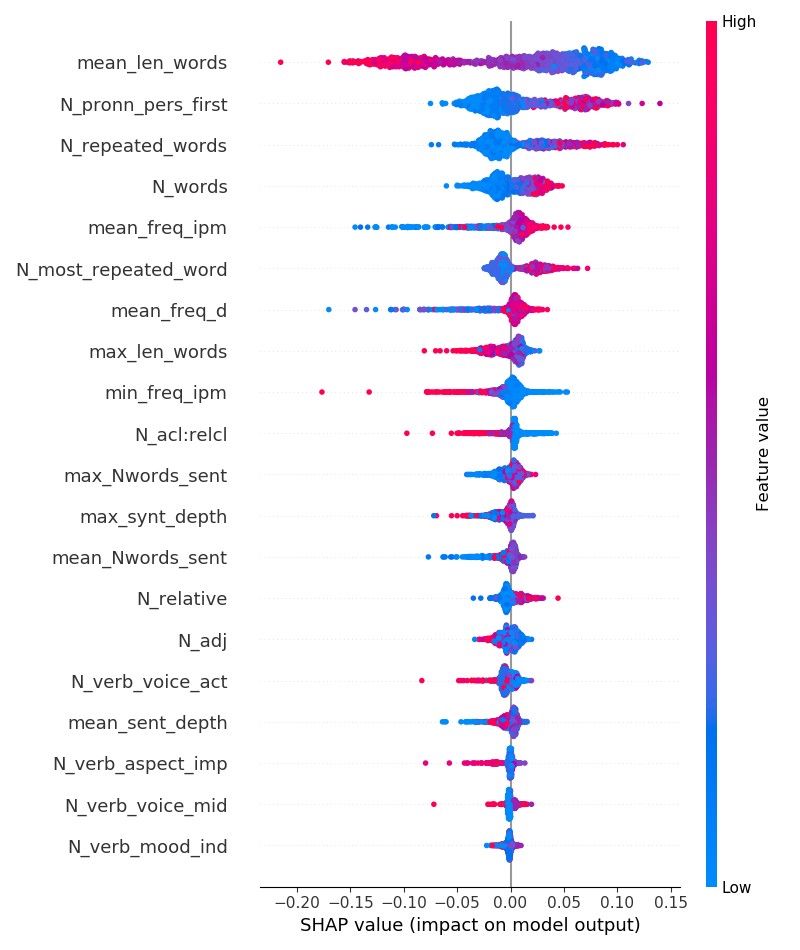 High
mean_len_words
N_pronn_pers_first
N_repeated_words
N_words
mean_freq_ipm
N_most_repeated_word
mean_freq_d
max_len_words
min_freq_ipm
N_acl:relcl
max_Nwords_sent
max_synt_depth
mean_Nwords_sent
N_relative
N_adj
N_verb_voice_act
mean_sent_depth
N_verb_aspect_imp
N_verb_voice_mid
N_verb_mood_ind
Feature value
Low
−0.20 −0.15 −0.10 −0.05 0.00 0.05 0.10 0.15
SHAP value (impact on model output)